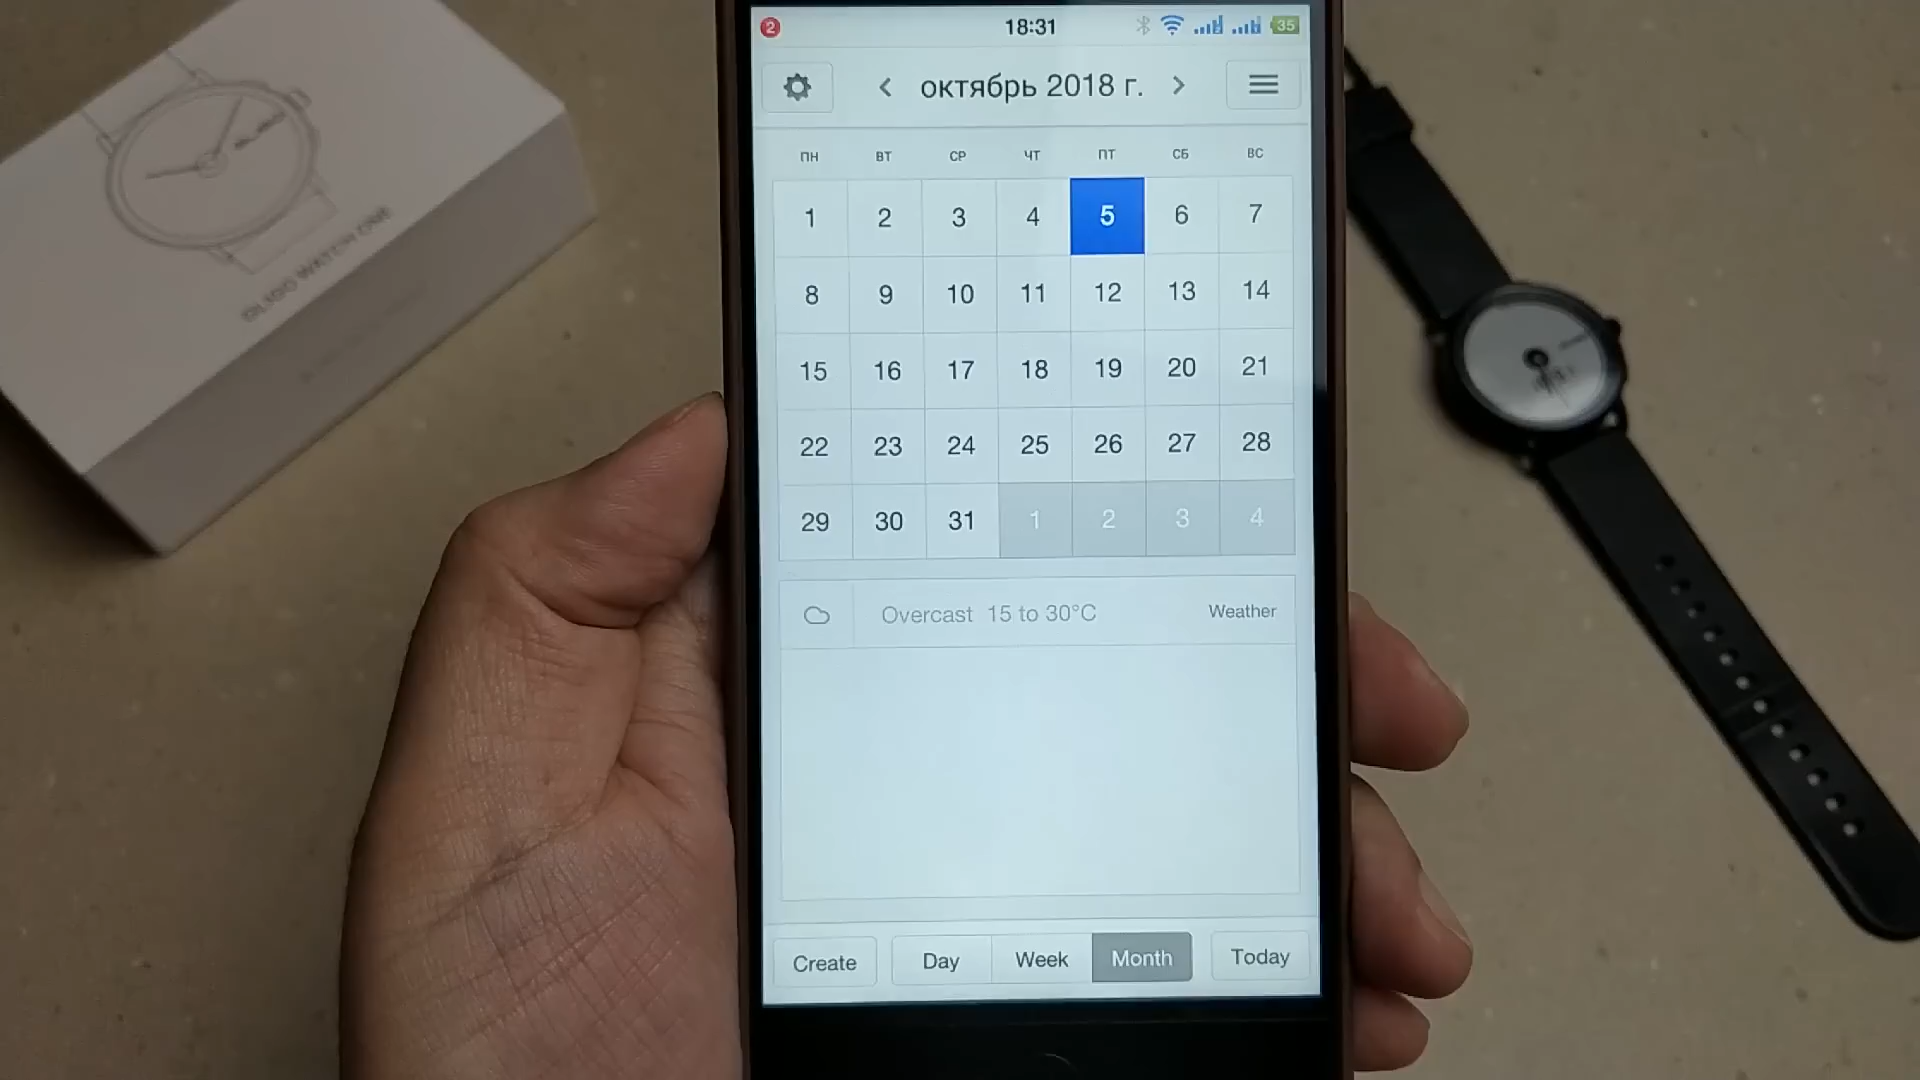 2 18:31 35
октябрь 2018 г.
ПН ВТ СР ЧТ ПТ СБ ВС
1 2 3 4 5 6 7
8 9 10 11 12 13 14
15 16 17 18 19 20 21
22 23 24 25 26 27 28
29 30 31 1 2 3 4
Overcast 15 to 30°C Weather
Create Day Week Month Today
WATCH ONE